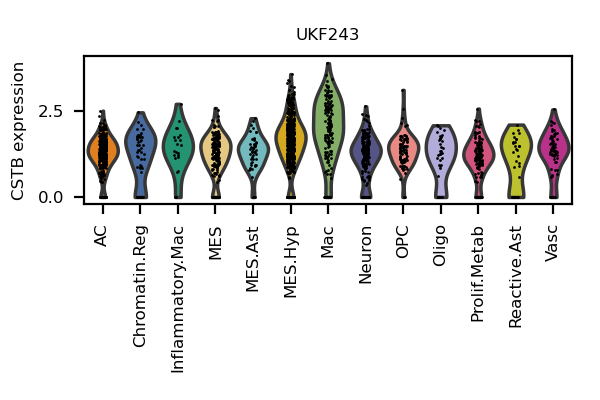 UKF243
CSTB expression
2.5
0.0
AC
Chromatin.Reg
Inflammatory.Mac
MES
MES.Ast
MES.Hyp
Mac
Neuron
OPC
Oligo
Prolif.Metab
Reactive.Ast
Vasc